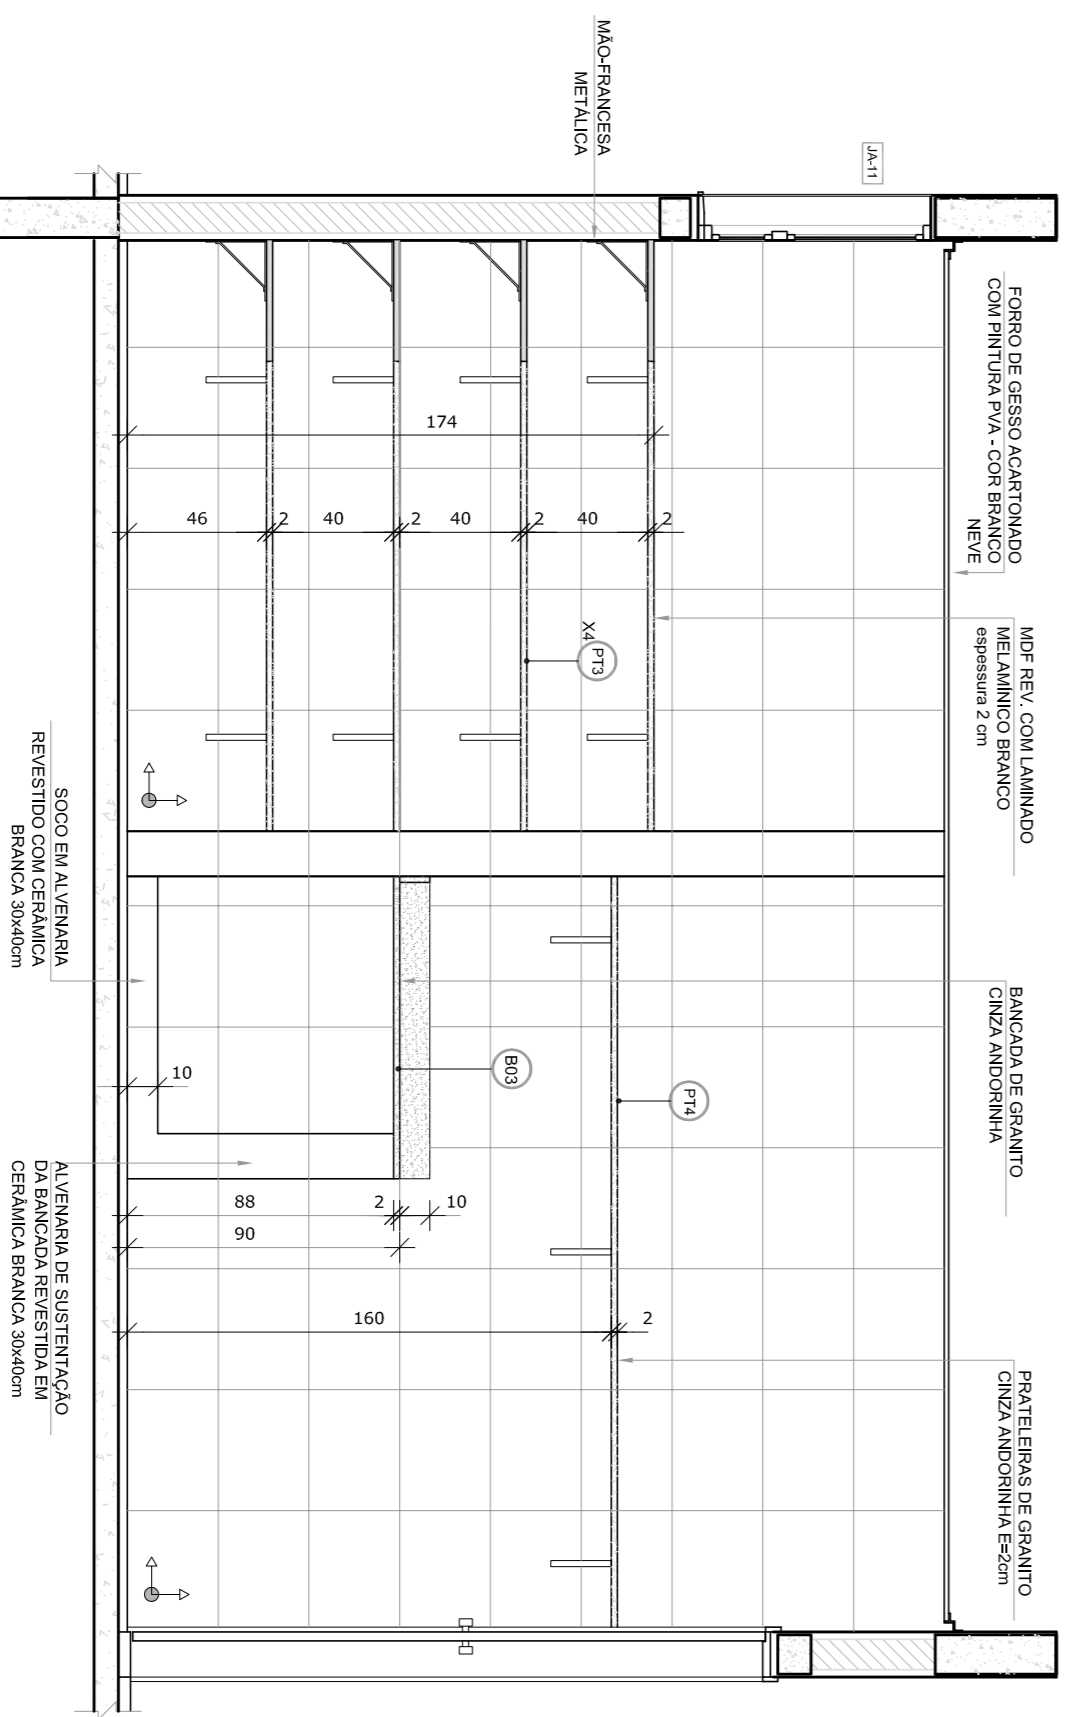 MÃO-FRANCESA
METÁLICA
JA-11
FORRO DE GESSO ACARTONADO
COM PINTURA PVA - COR BRANCO
NEVE
MDF REV. COM LAMINADO
MELAMÍNICO BRANCO
espessura 2 cm
BANCADA DE GRANITO
CINZA ANDORINHA
PRATELEIRAS DE GRANITO
CINZA ANDORINHA E=2cm
174
46
2
40
2
40
2
40
2
PT3
X4
PT4
B03
10
88
2
10
90
160
2
SOCO EM ALVENARIA
REVESTIDO COM CERÂMICA
BRANCA 30x40cm
ALVENARIA DE SUSTENTAÇÃO
DA BANCADA REVESTIDA EM
CERÂMICA BRANCA 30x40cm